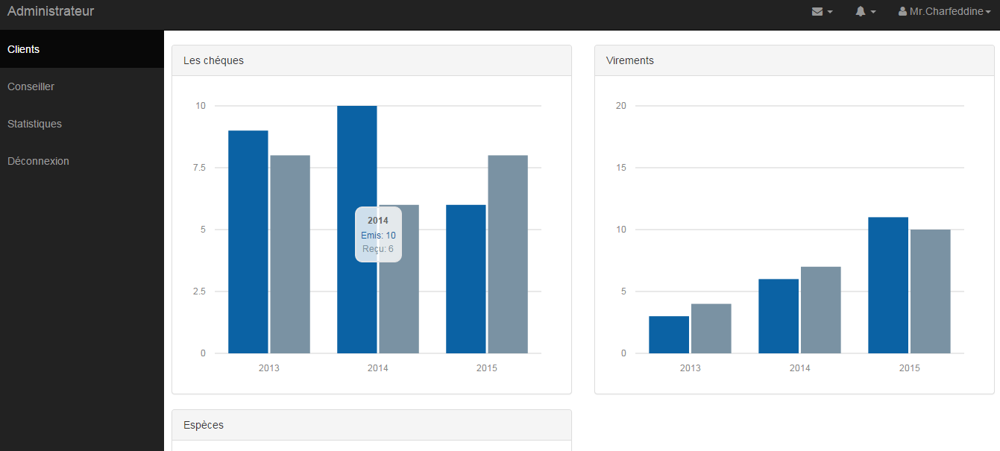 Administrateur
Mr.Charfeddine
Clients
Conseiller
Statistiques
Déconnexion
Les chéques
10
7.5
5
2.5
0
2014
Emis: 10
Reçu: 6
2013
2014
2015
Virements
20
15
10
5
0
2013
2014
2015
Espèces